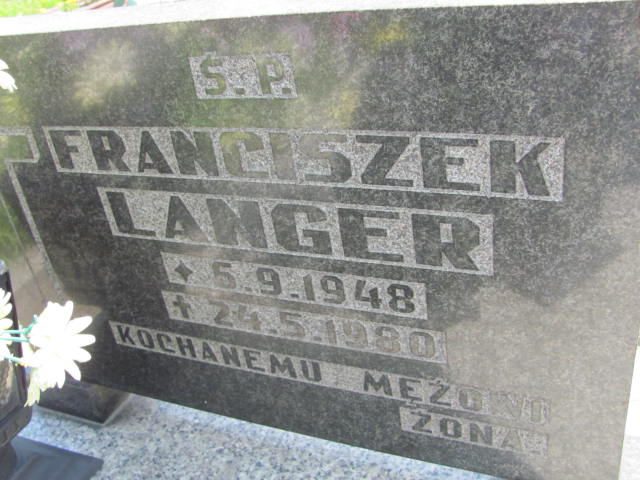 Ś.P.
FRANCISZEK
LANGER
✦ 5.9.1948
† 24.5.1980
KOCHANEMU MĘŻOWI
ŻONA